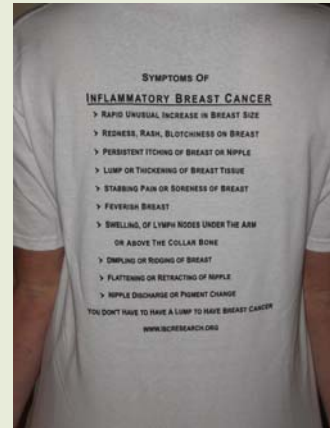 SYMPTOMS OF
INFLAMMATORY BREAST CANCER
➢ RAPID UNUSUAL INCREASE IN BREAST SIZE
➢ REDNESS, RASH, BLOTCHINESS ON BREAST
➢ PERSISTENT ITCHING OF BREAST OR NIPPLE
➢ LUMP OR THICKENING OF BREAST TISSUE
➢ STABBING PAIN OR SORENESS OF BREAST
➢ FEVERISH BREAST
➢ SWELLING, OF LYMPH NODES UNDER THE ARM
OR ABOVE THE COLLAR BONE
➢ DIMPLING OR RIDGING OF BREAST
➢ FLATTENING OR RETRACTING OF NIPPLE
➢ NIPPLE DISCHARGE OR PIGMENT CHANGE
YOU DON'T HAVE TO HAVE A LUMP TO HAVE BREAST CANCER
WWW.IBCRESEARCH.ORG